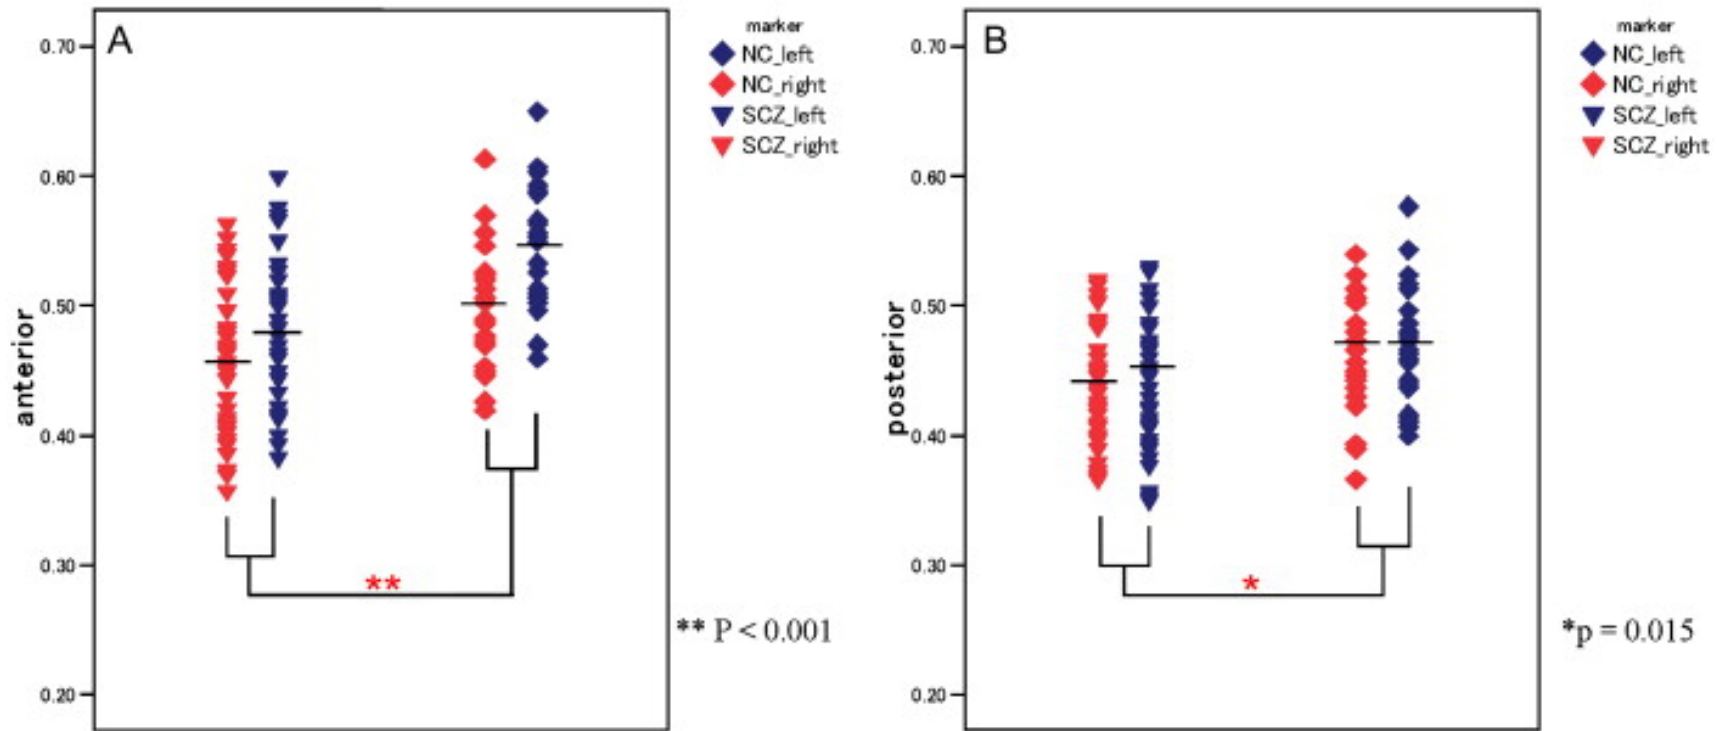 A
0.70
0.60
0.50
0.40
0.30
0.20
anterior
marker
NC_left
NC_right
SCZ_left
SCZ_right
**
** P < 0.001
B
0.70
0.60
0.50
0.40
0.30
0.20
posterior
marker
NC_left
NC_right
SCZ_left
SCZ_right
*
*p = 0.015